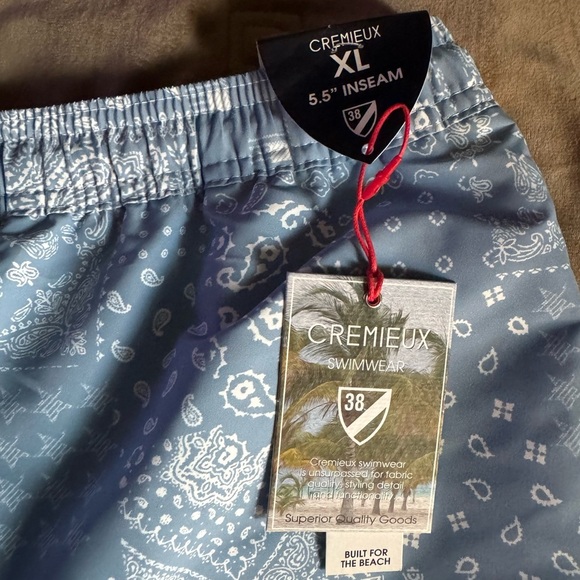 CREMIEUX
XL
5.5" INSEAM
38
CREMIEUX
SWIMWEAR
38
Cremieux swimwear
is unsurpassed for fabric
quality, styling detail
and functionality.
Superior Quality Goods
BUILT FOR
THE BEACH